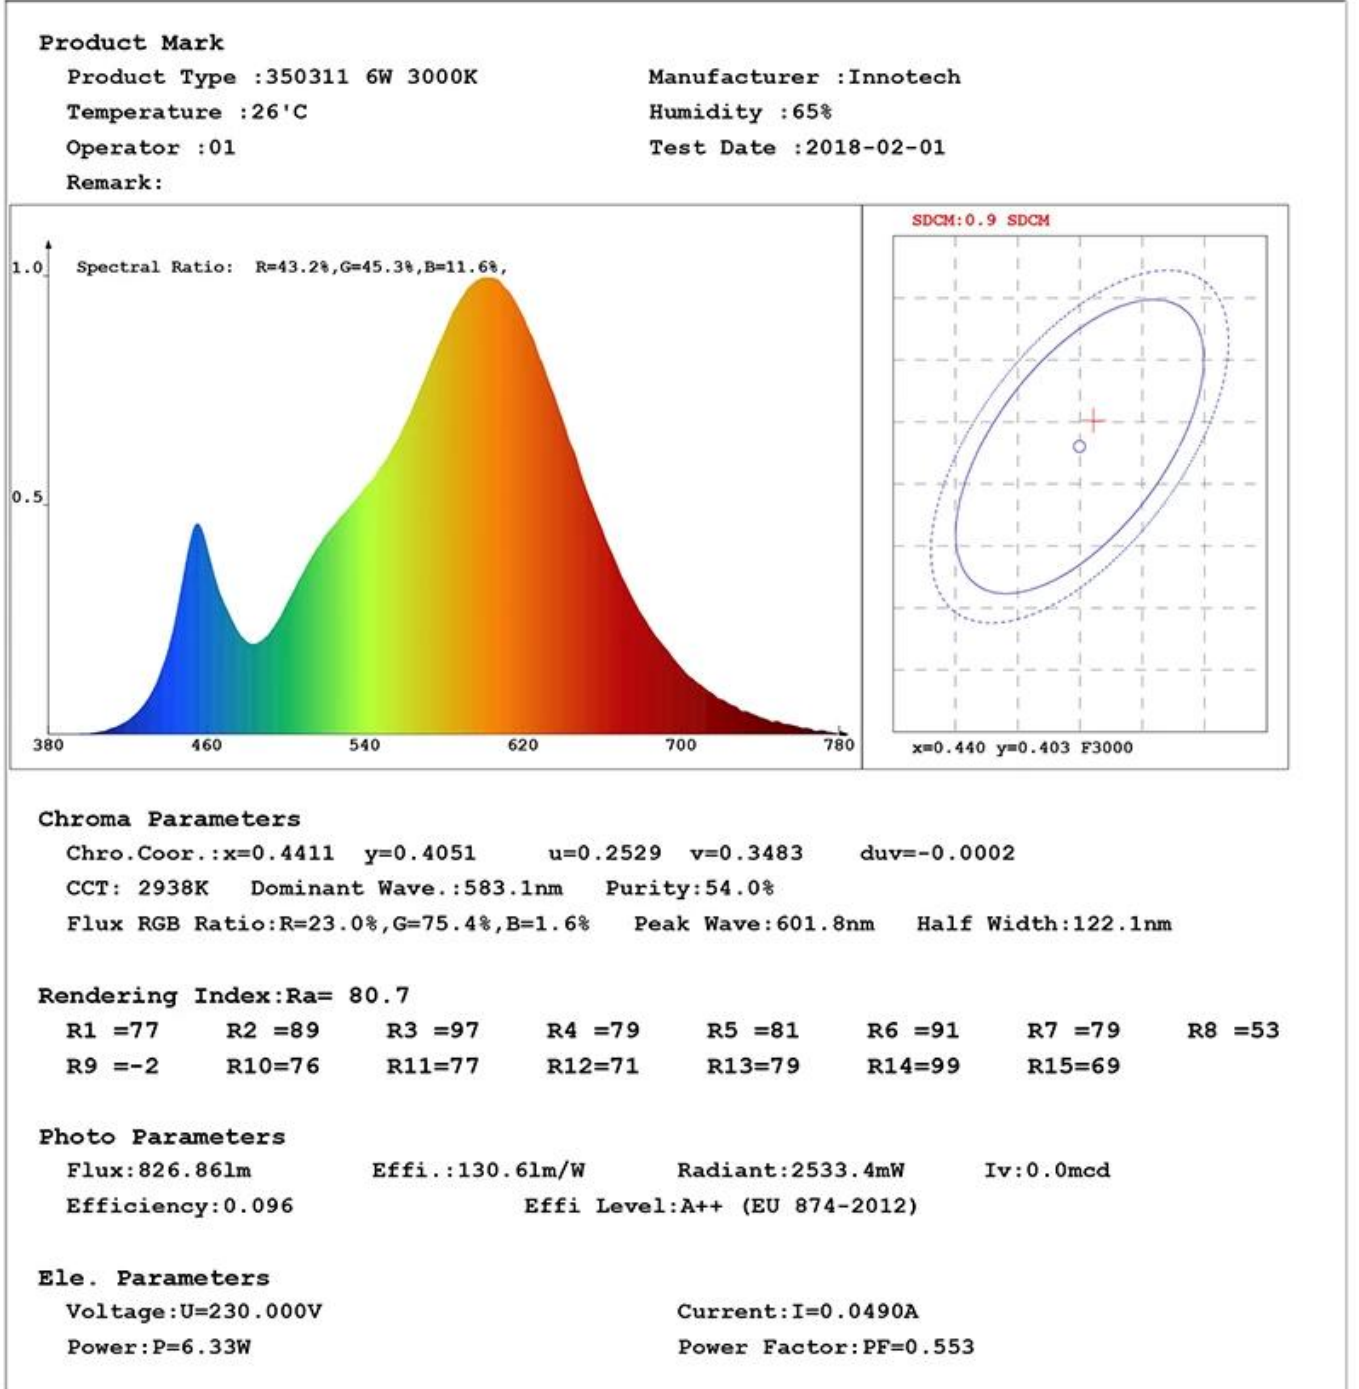 Product Mark
Product Type :350311 6W 3000K Manufacturer :Innotech
Temperature :26'C Humidity :65%
Operator :01 Test Date :2018-02-01
Remark:
SDCM:0.9 SDCM
1.0 Spectral Ratio: R=43.2%,G=45.3%,B=11.6%,
0.5
380 460 540 620 700 780
x=0.440 y=0.403 F3000
Chroma Parameters
Chro.Coor.:x=0.4411 y=0.4051 u=0.2529 v=0.3483 duv=-0.0002
CCT: 2938K Dominant Wave.:583.1nm Purity:54.0%
Flux RGB Ratio:R=23.0%,G=75.4%,B=1.6% Peak Wave:601.8nm Half Width:122.1nm
Rendering Index:Ra= 80.7
R1 =77 R2 =89 R3 =97 R4 =79 R5 =81 R6 =91 R7 =79 R8 =53
R9 =-2 R10=76 R11=77 R12=71 R13=79 R14=99 R15=69
Photo Parameters
Flux:826.86lm Effi.:130.6lm/W Radiant:2533.4mW Iv:0.0mcd
Efficiency:0.096 Effi Level:A++ (EU 874-2012)
Ele. Parameters
Voltage:U=230.000V Current:I=0.0490A
Power:P=6.33W Power Factor:PF=0.553